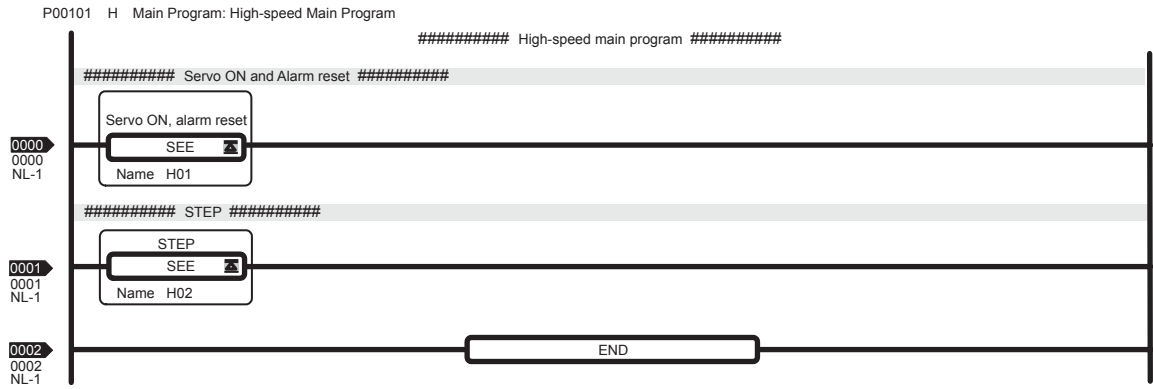 P00101 H Main Program: High-speed Main Program
########## High-speed main program ##########
########## Servo ON and Alarm reset ##########
Servo ON, alarm reset
0000
SEE
0000
NL-1
Name H01
########## STEP ##########
STEP
0001
SEE
0001
NL-1
Name H02
0002
END
0002
NL-1